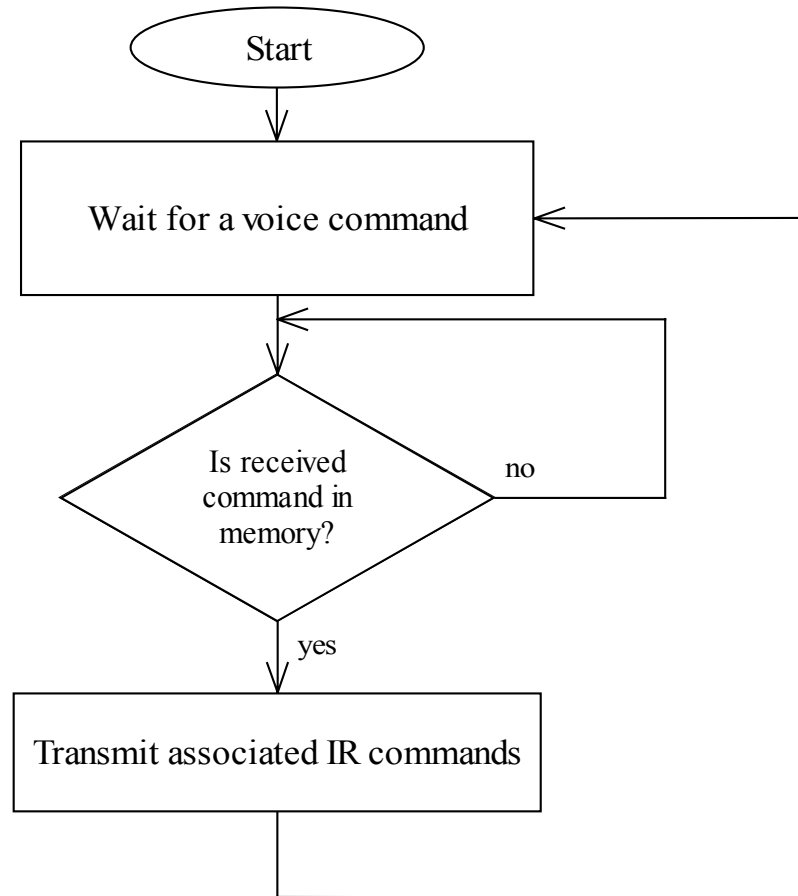 Start
Wait for a voice command
Is received
command in
memory?
no
yes
Transmit associated IR commands